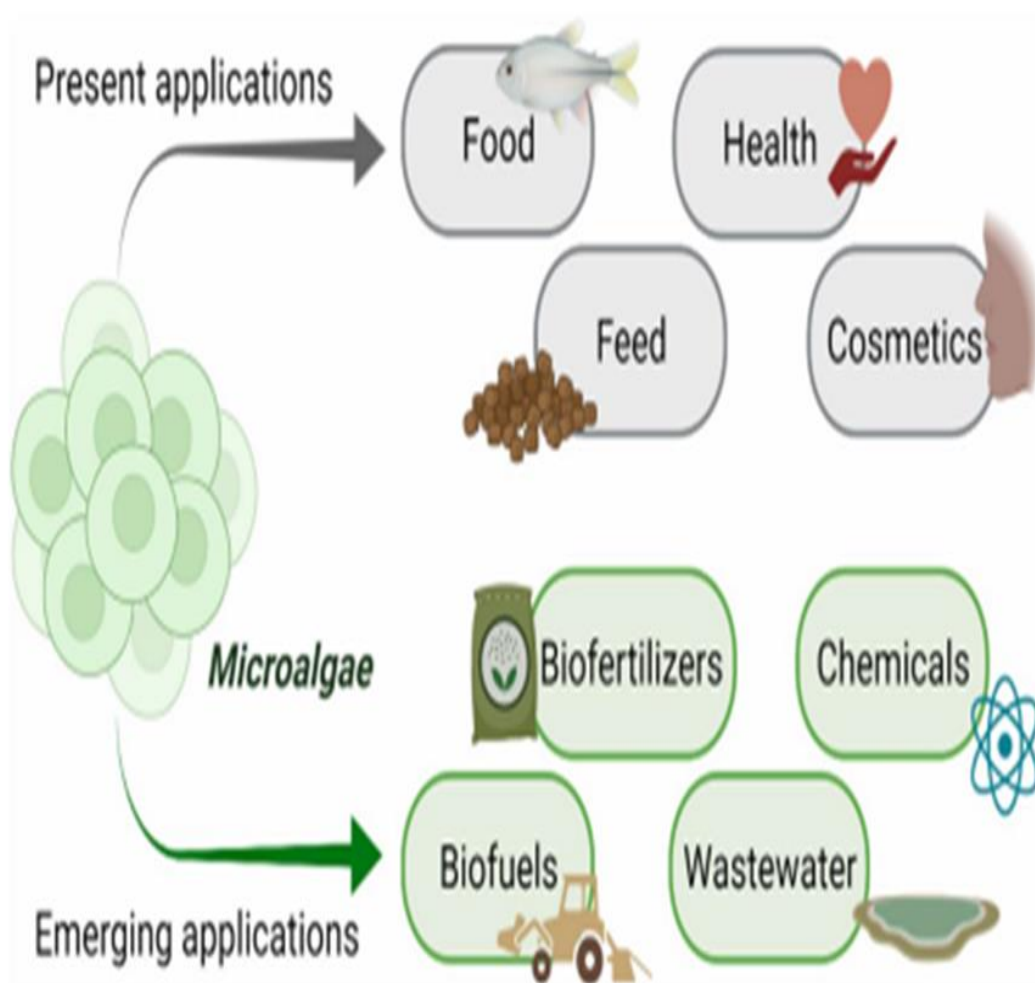 Present applications
Food
Health
Feed
Cosmetics
Microalgae
Biofertilizers
Chemicals
Biofuels
Wastewater
Emerging applications